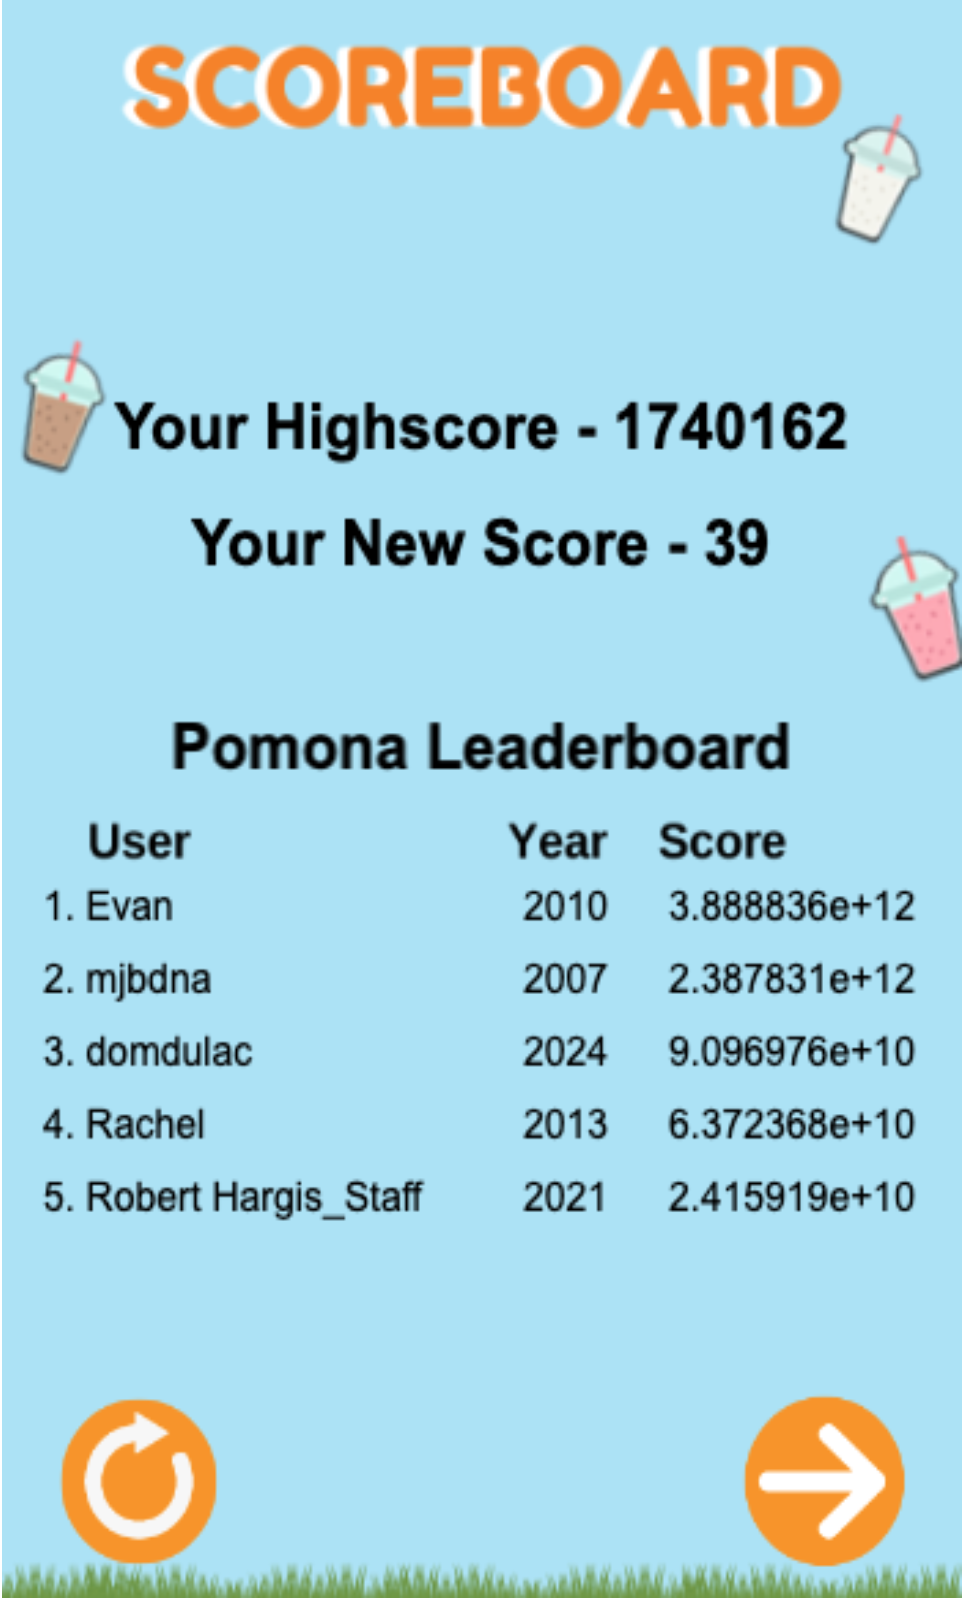 SCOREBOARD
Your Highscore - 1740162
Your New Score - 39
Pomona Leaderboard
User Year Score
1. Evan 2010 3.888836e+12
2. mjbdna 2007 2.387831e+12
3. domdulac 2024 9.096976e+10
4. Rachel 2013 6.372368e+10
5. Robert Hargis_Staff 2021 2.415919e+10